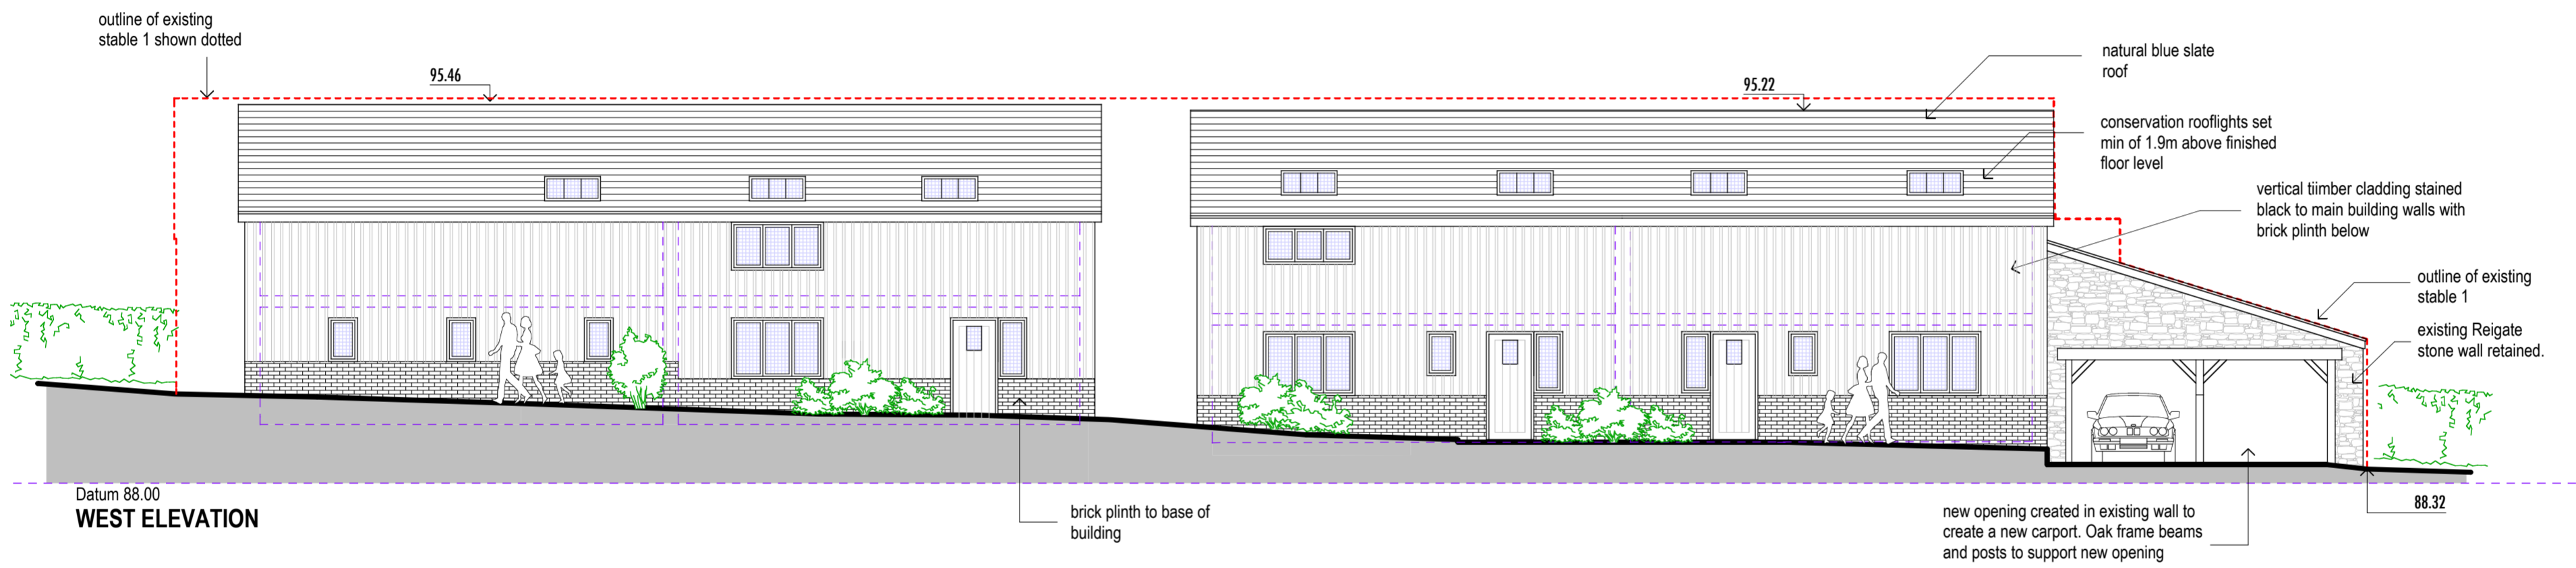 outline of existing
stable 1 shown dotted
95.46
95.22
natural blue slate
roof
conservation rooflights set
min of 1.9m above finished
floor level
vertical tiimber cladding stained
black to main building walls with
brick plinth below
outline of existing
stable 1
existing Reigate
stone wall retained.
Datum 88.00
WEST ELEVATION
brick plinth to base of
building
new opening created in existing wall to
create a new carport. Oak frame beams
and posts to support new opening
88.32